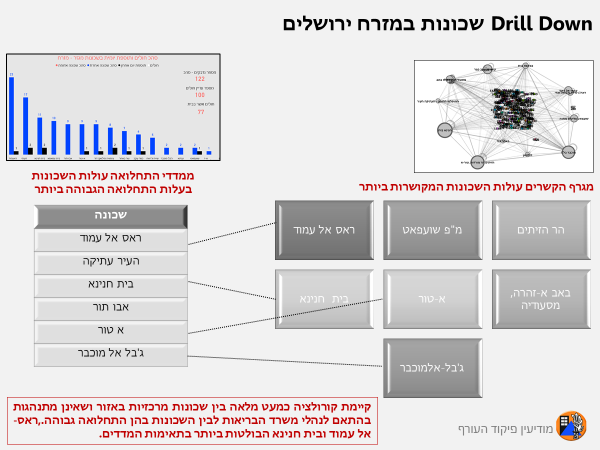 Drill Down שכונות במזרח ירושלים
122
100
77
ממדדי התחלואה עולות השכונות
בעלות התחלואה הגבוהה ביותר
מגרף הקשרים עולות השכונות המקושרות ביותר
שכונה
ראס אל עמוד
העיר עתיקה
בית חנינא
אבו תור
א טור
ג'בל אל מוכבר
ראס אל עמוד
מ"פ שועפאט
הר הזיתים
בית חנינא
א-טור
באב א-זהרה,
מסעודיה
ג'בל-אלמוכבר
קיימת קורולציה כמעט מלאה בין שכונות מרכזיות באזור ושאינן מתנהגות
בהתאם לנהלי משרד הבריאות לבין השכונות בהן התחלואה גבוהה.,ראס-
אל עמוד ובית חנינא הבולטות ביותר בתאימות המדדים.
מודיעין פיקוד העורף